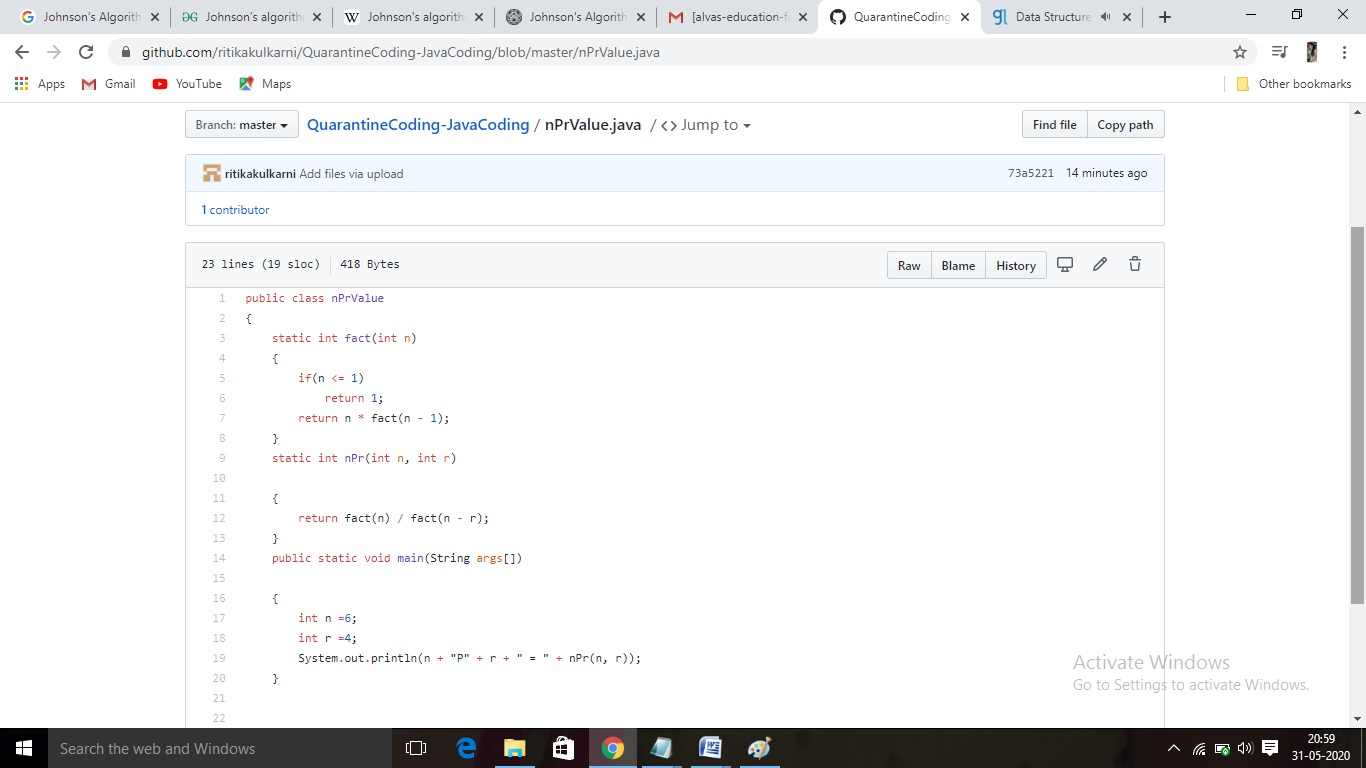 Johnson's Algorith
Johnson's algorith
Johnson's algorith
Johnson's Algorith
[alvas-education-fo
QuarantineCoding
Data Structure
github.com/ritikakulkarni/QuarantineCoding-JavaCoding/blob/master/nPrValue.java
Apps
Gmail
YouTube
Maps
Other bookmarks
Branch: master
QuarantineCoding-JavaCoding / nPrValue.java / <> Jump to
Find file
Copy path
ritikakulkarni Add files via upload
73a5221 14 minutes ago
1 contributor
23 lines (19 sloc) 418 Bytes
Raw
Blame
History
1 public class nPrValue
2 {
3 static int fact(int n)
4 {
5 if(n <= 1)
6 return 1;
7 return n * fact(n - 1);
8 }
9 static int nPr(int n, int r)
10
11 {
12 return fact(n) / fact(n - r);
13 }
14 public static void main(String args[])
15
16 {
17 int n =6;
18 int r =4;
19 System.out.println(n + "P" + r + " = " + nPr(n, r));
20 }
21
22
Activate Windows
Go to Settings to activate Windows.
Search the web and Windows
20:59
31-05-2020